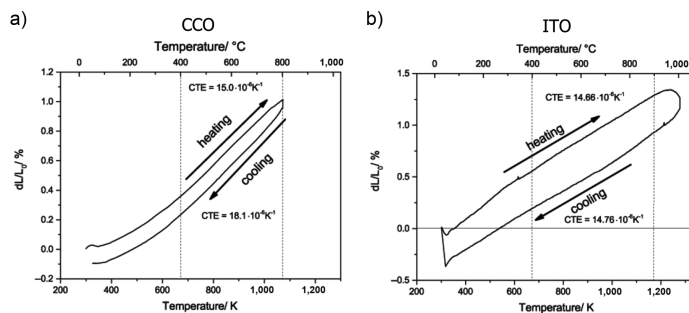 a)
CCO
Temperature/ °C
0 200 400 600 800 1,000
1.2
1.0
0.8
0.6
0.4
0.2
0.0
–0.2
dL/L0/ %
CTE = 15.0·10-6K-1
heating
cooling
CTE = 18.1·10-6K-1
200 400 600 800 1,000 1,200
Temperature/ K
b)
ITO
Temperature/ °C
0 200 400 600 800 1,000
1.5
1.0
0.5
0.0
–0.5
dL/L0/ %
CTE = 14.66·10-6K-1
heating
cooling
CTE = 14.76·10-6K-1
200 400 600 800 1,000 1,200
Temperature/ K